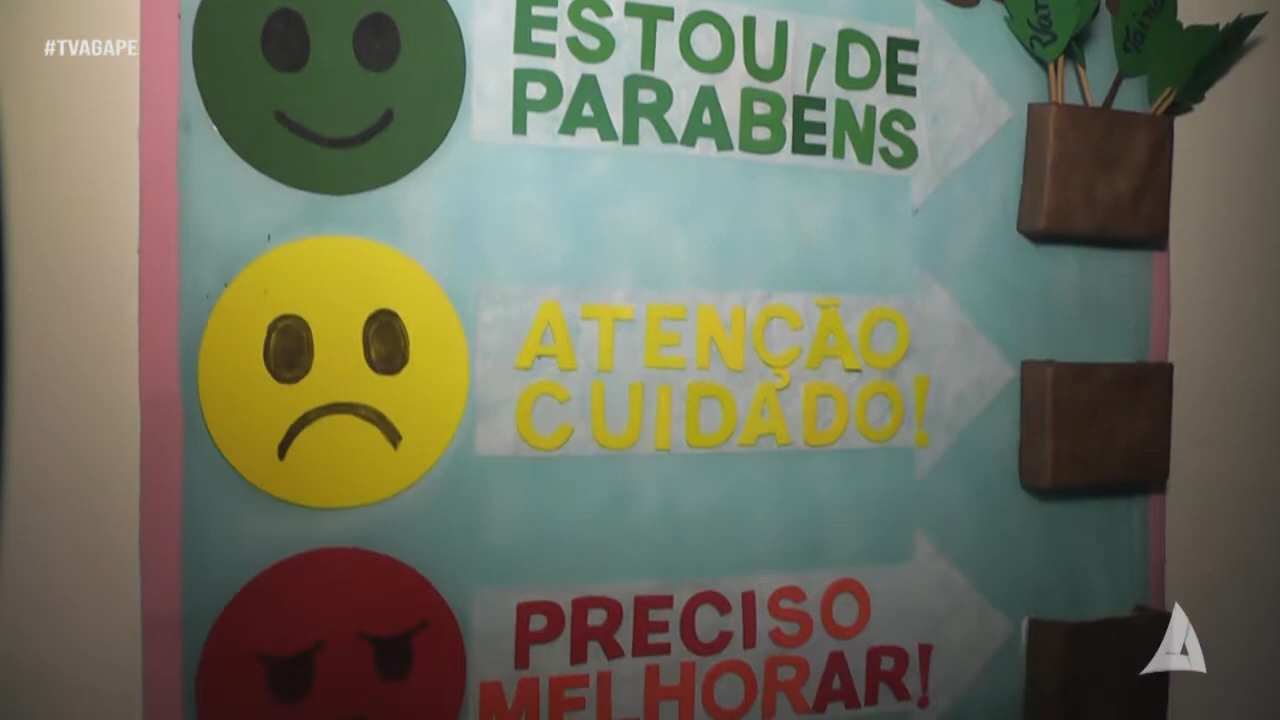 #TVAGAPE
ESTOU DE
PARABÉNS
ATENÇÃO
CUIDADO!
PRECISO
MELHORAR!